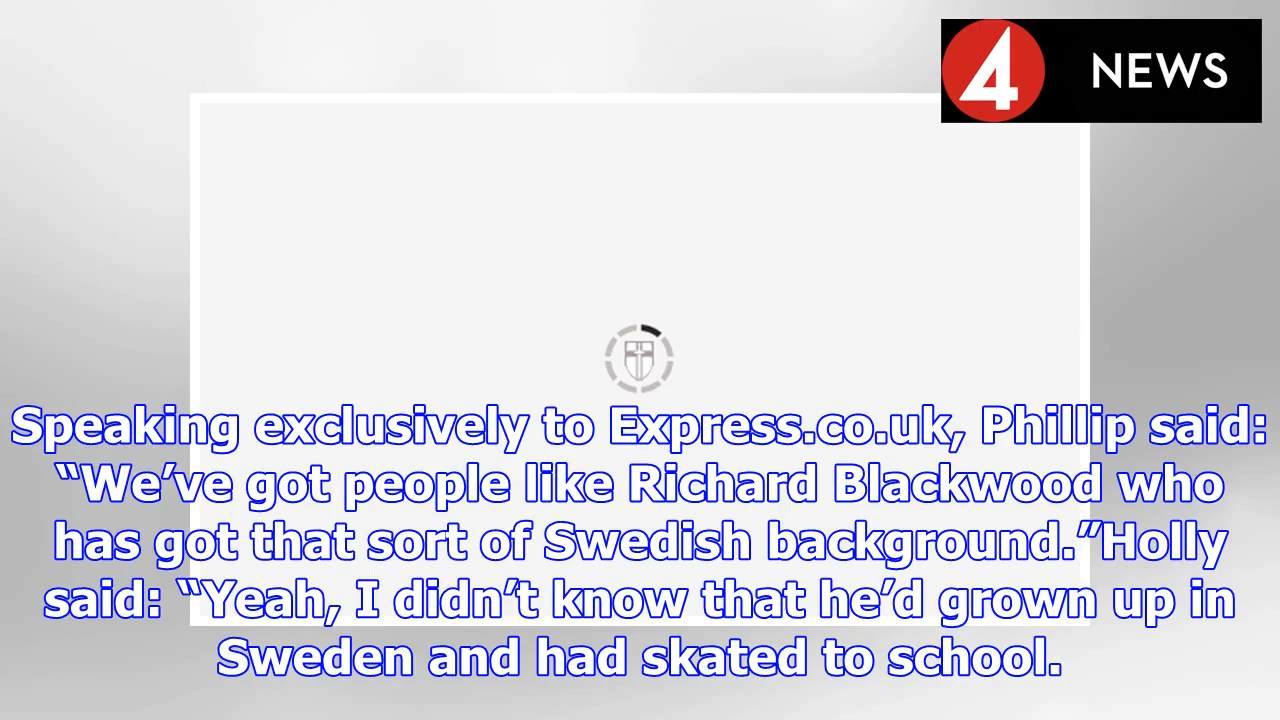 4 NEWS
Speaking exclusively to Express.co.uk, Phillip said:
“We’ve got people like Richard Blackwood who
has got that sort of Swedish background.”Holly
said: “Yeah, I didn’t know that he’d grown up in
Sweden and had skated to school.